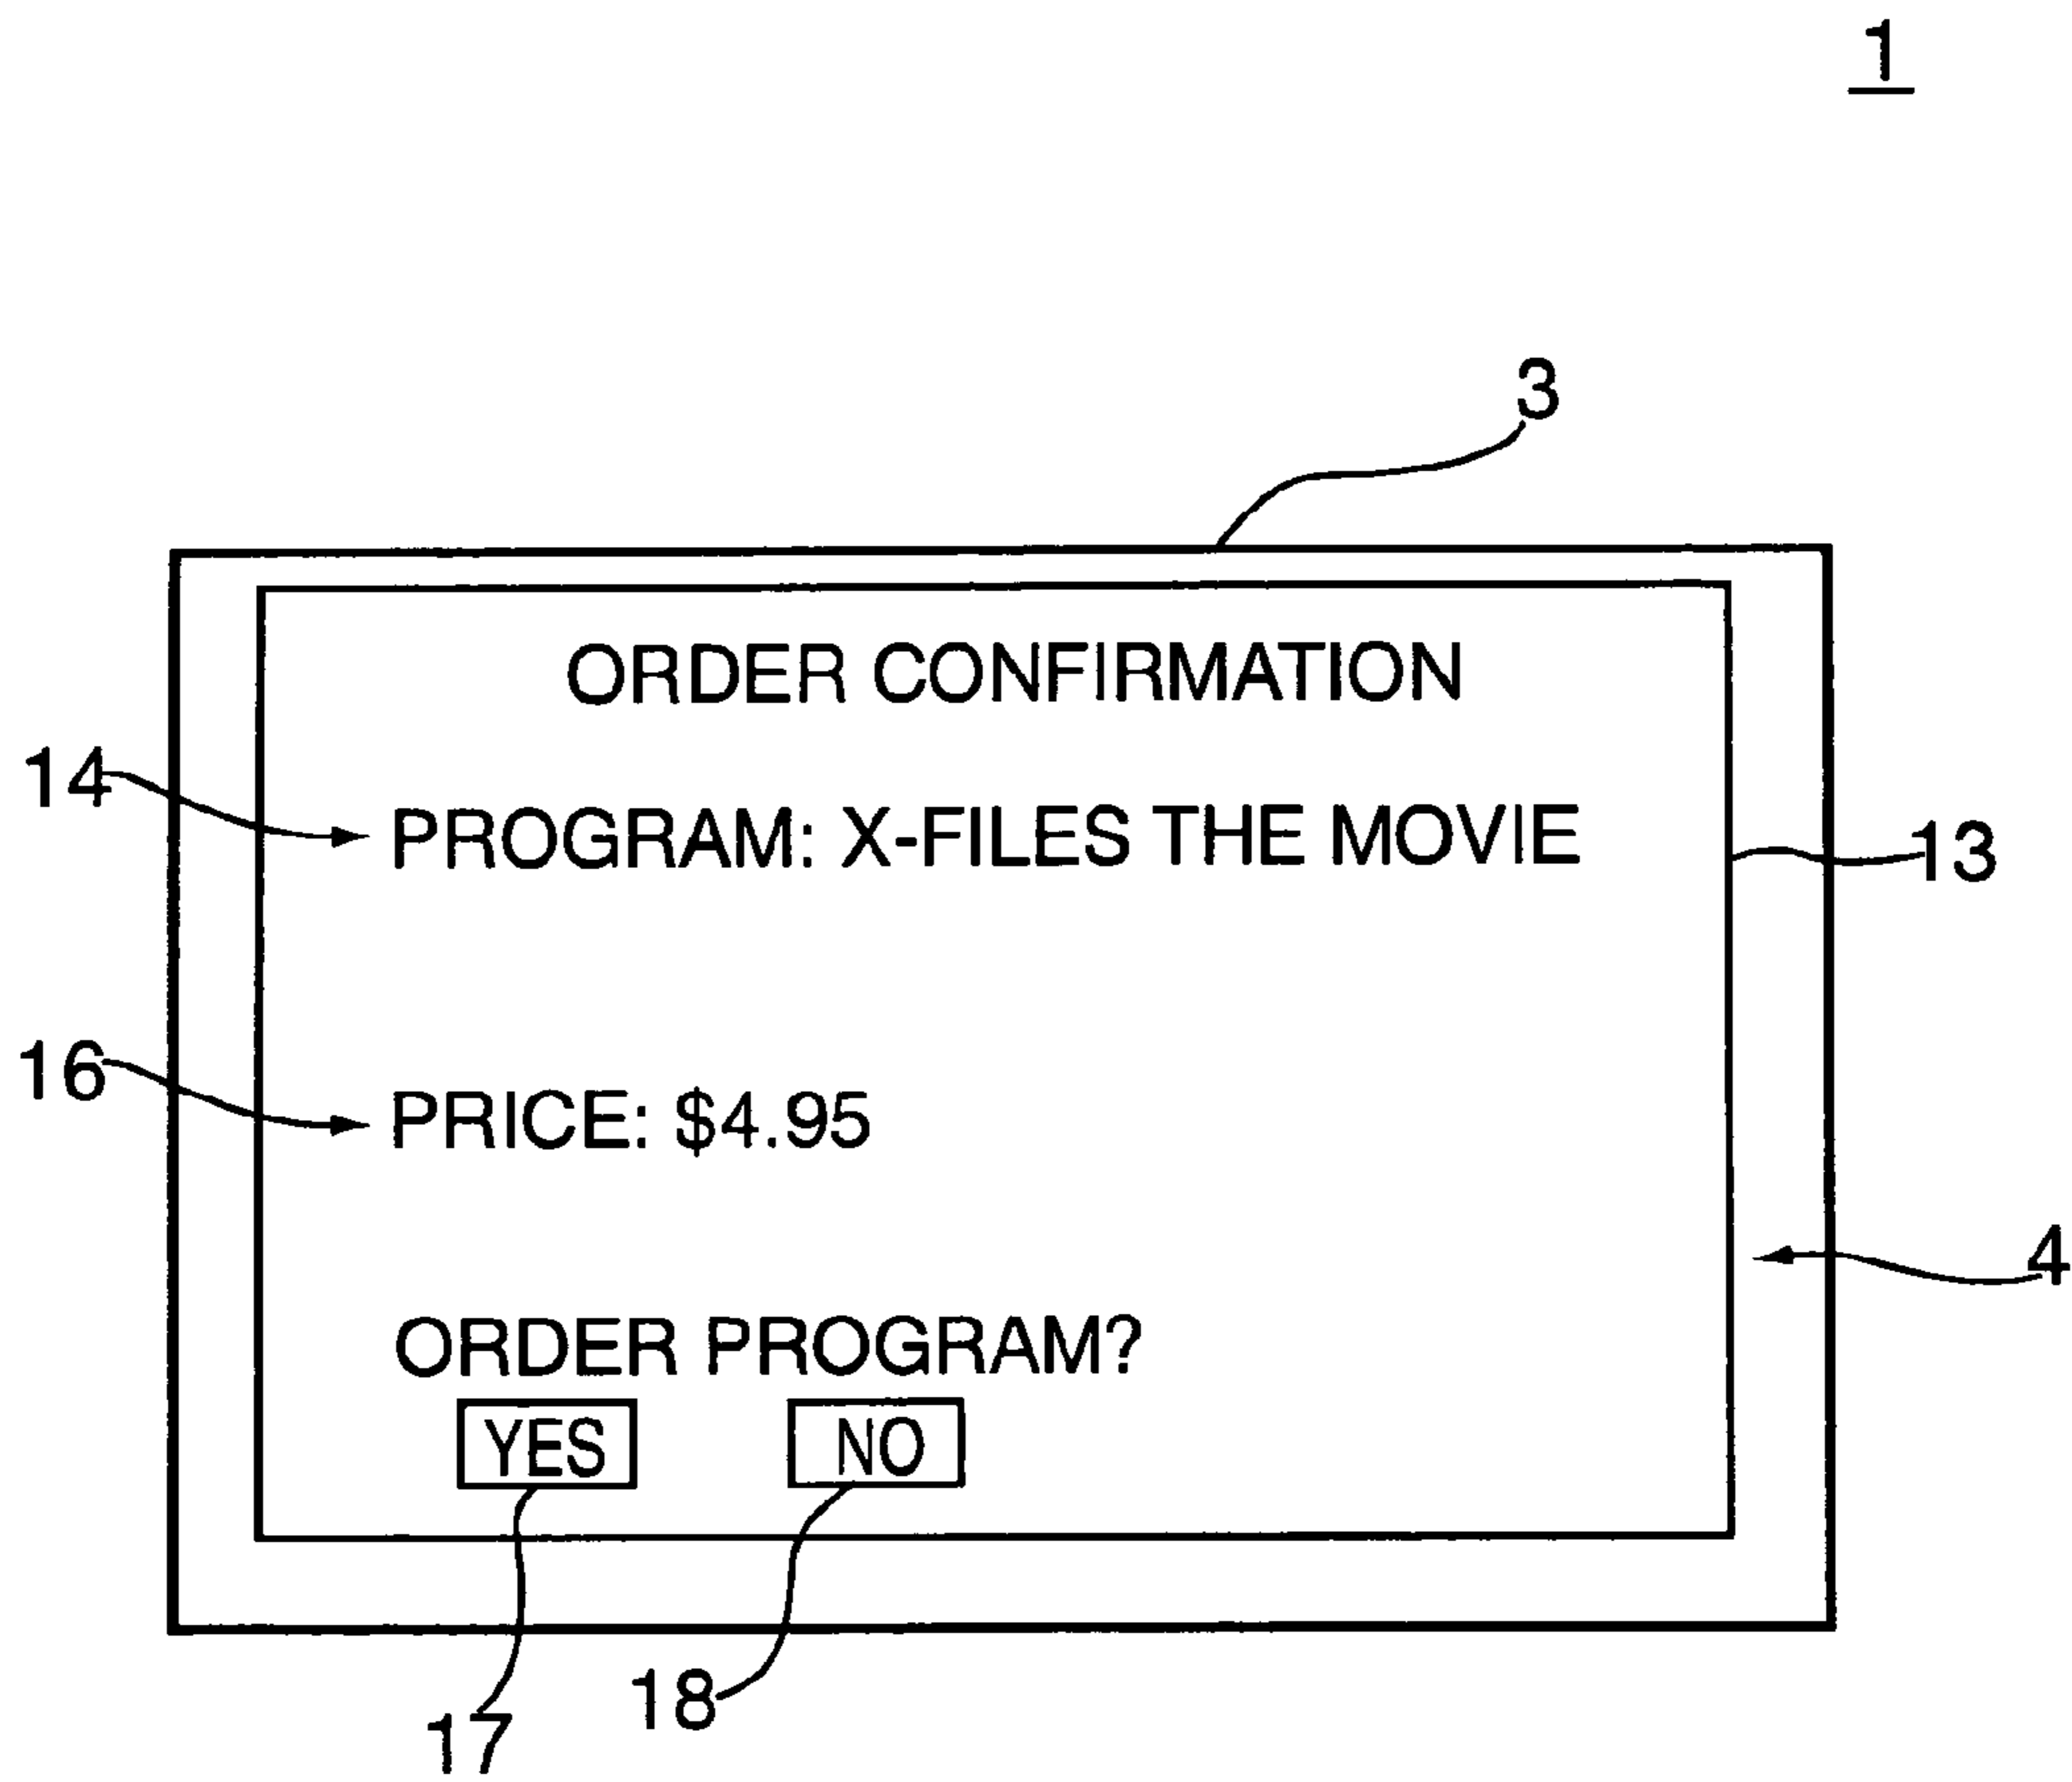 1
3
ORDER CONFIRMATION
14
PROGRAM: X-FILES THE MOVIE
13
16
PRICE: $4.95
4
ORDER PROGRAM?
YES NO
18
17